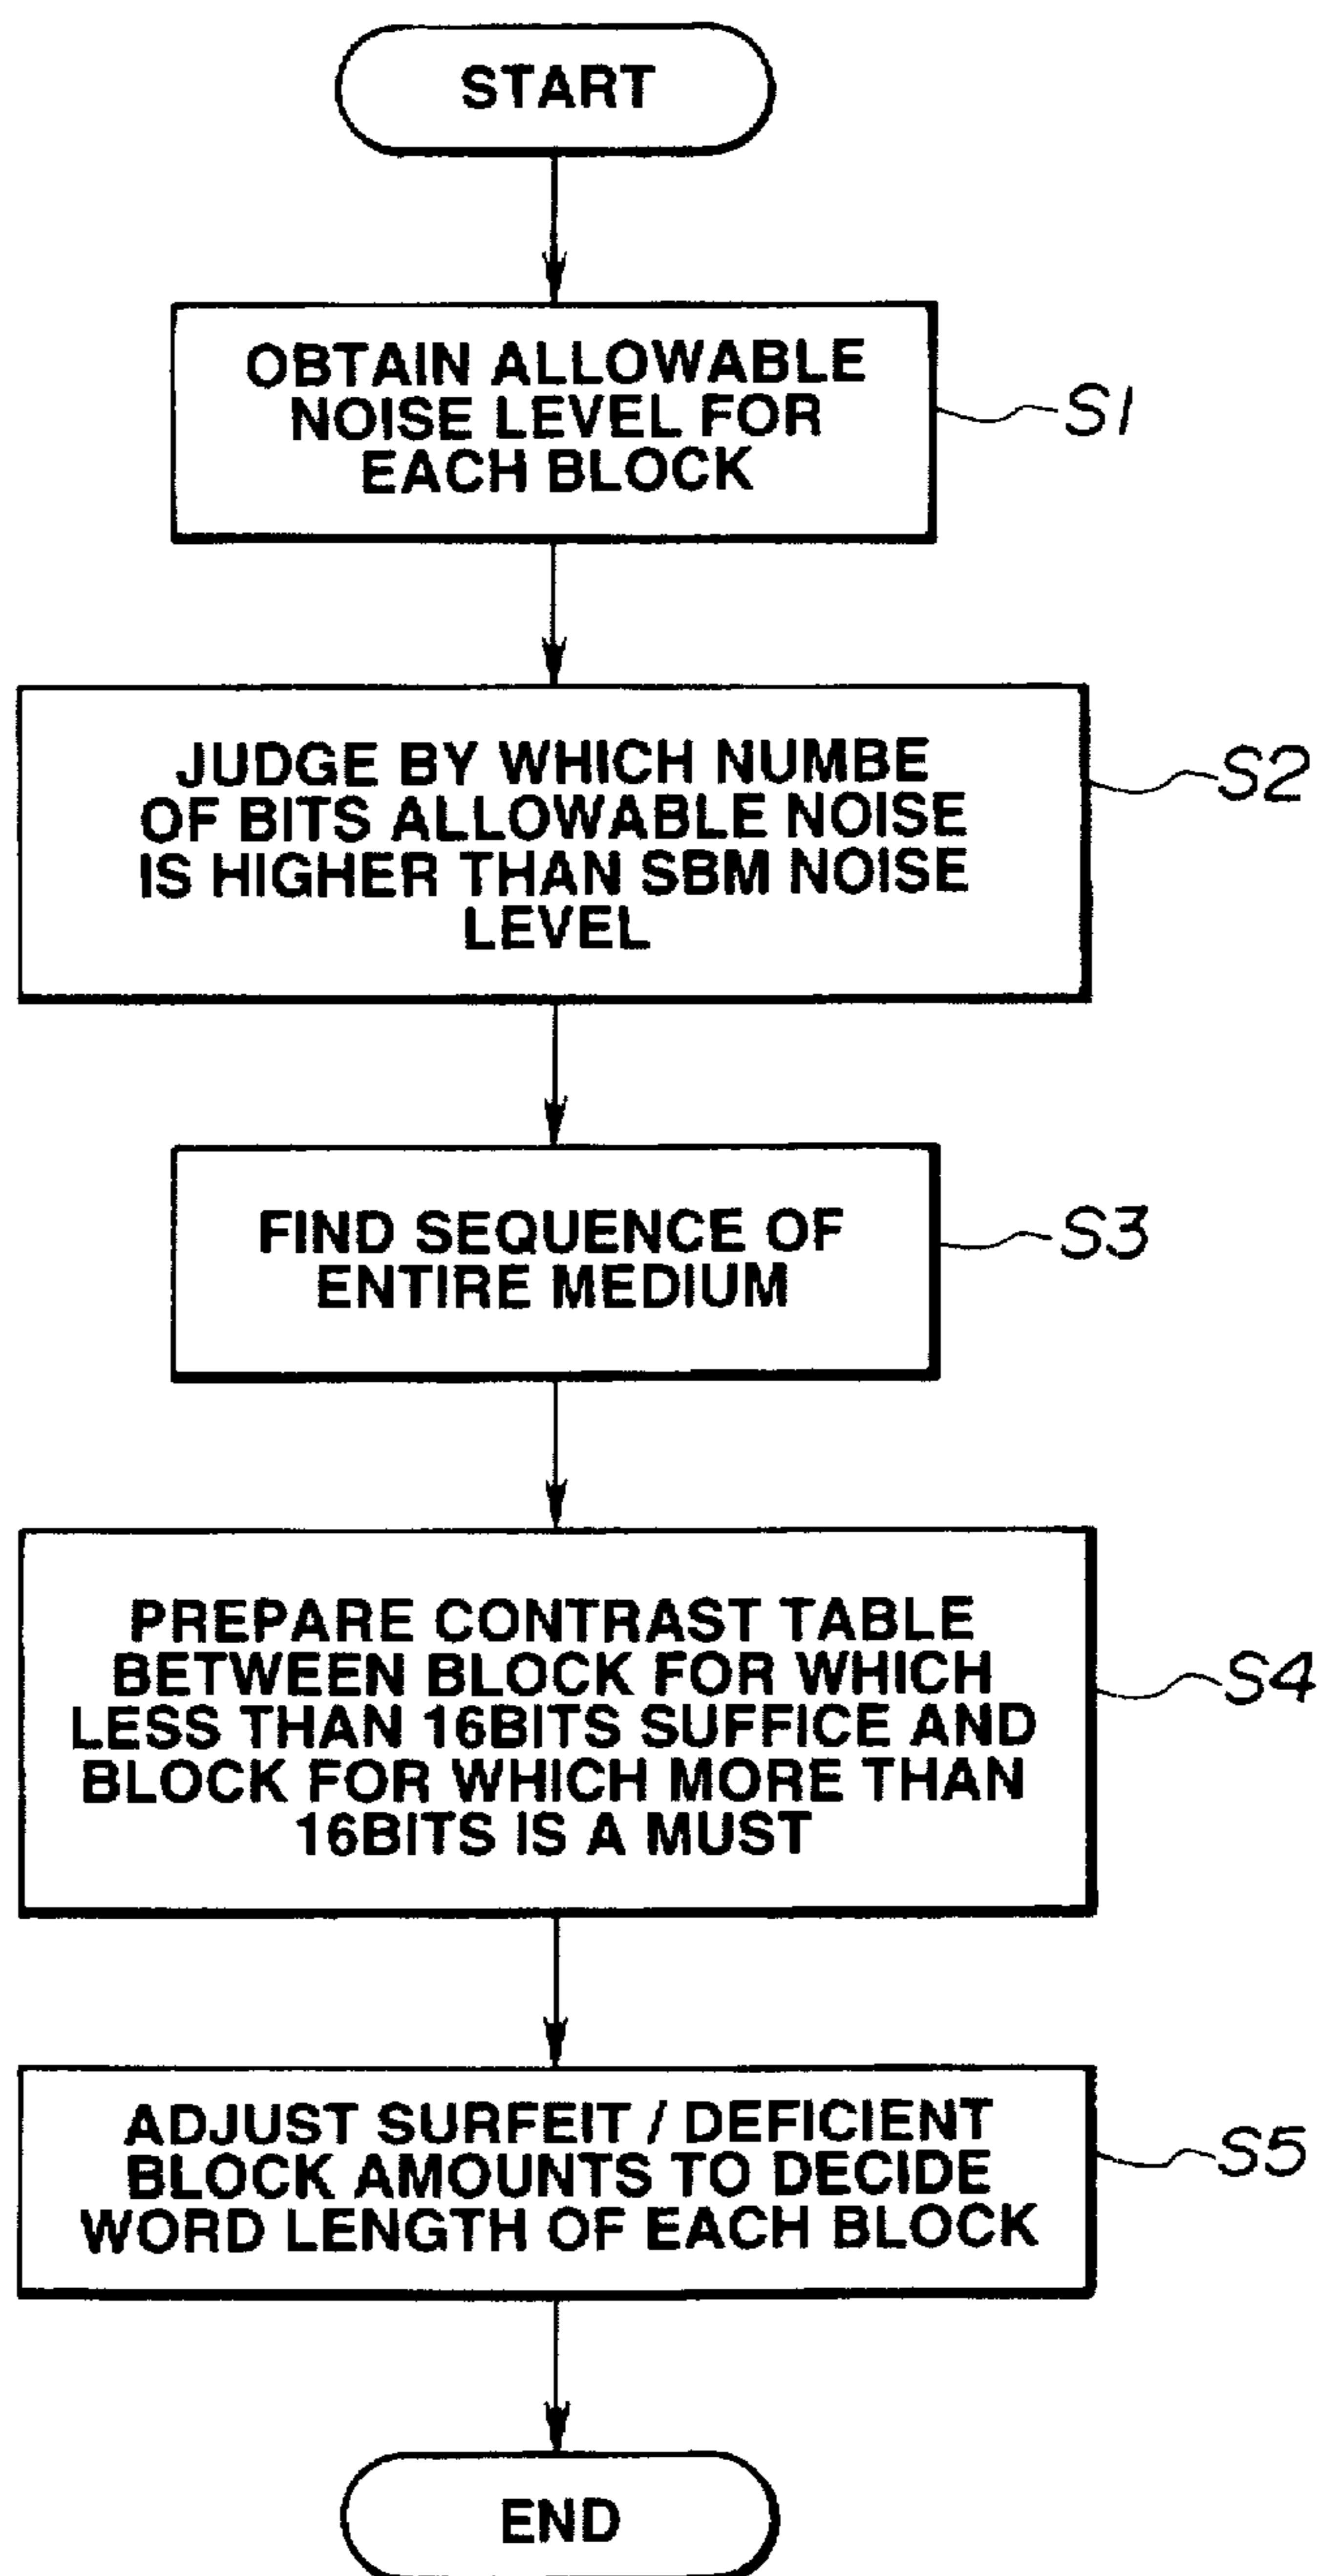 START
OBTAIN ALLOWABLE
NOISE LEVEL FOR
EACH BLOCK
S1
JUDGE BY WHICH NUMBE
OF BITS ALLOWABLE NOISE
IS HIGHER THAN SBM NOISE
LEVEL
S2
FIND SEQUENCE OF
ENTIRE MEDIUM
S3
PREPARE CONTRAST TABLE
BETWEEN BLOCK FOR WHICH
LESS THAN 16BITS SUFFICE AND
BLOCK FOR WHICH MORE THAN
16BITS IS A MUST
S4
ADJUST SURFEIT / DEFICIENT
BLOCK AMOUNTS TO DECIDE
WORD LENGTH OF EACH BLOCK
S5
END